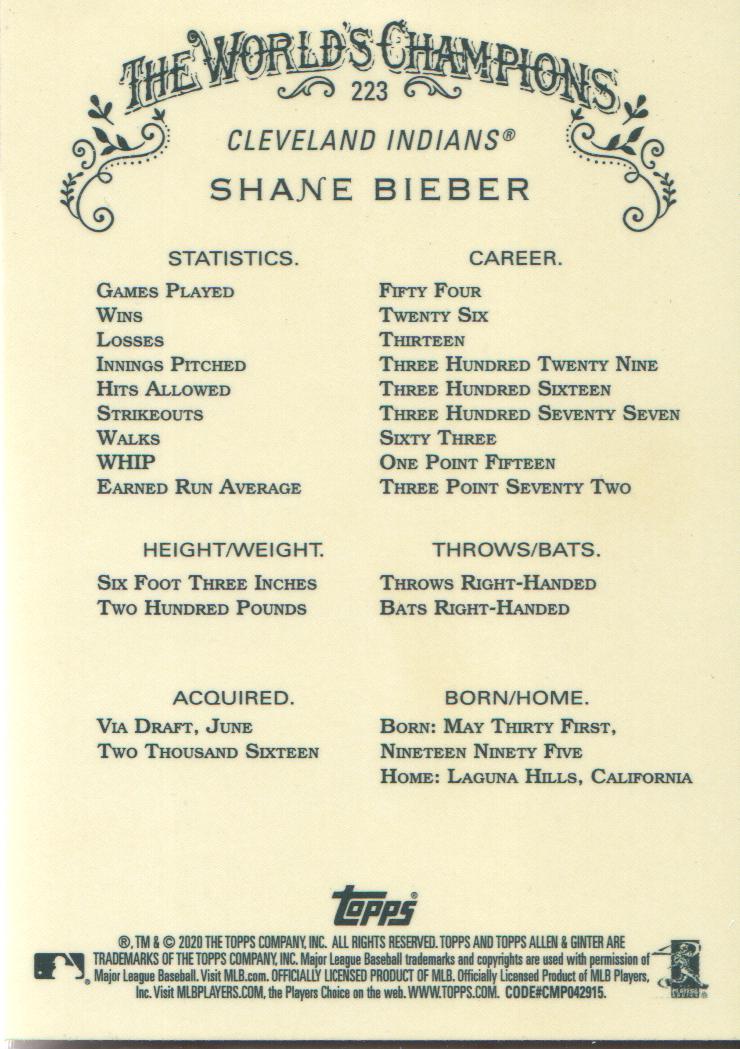 THE WORLD'S CHAMPIONS
223
CLEVELAND INDIANS®
SHANE BIEBER
STATISTICS. CAREER.
GAMES PLAYED FIFTY FOUR
WINS TWENTY SIX
LOSSES THIRTEEN
INNINGS PITCHED THREE HUNDRED TWENTY NINE
HITS ALLOWED THREE HUNDRED SIXTEEN
STRIKEOUTS THREE HUNDRED SEVENTY SEVEN
WALKS SIXTY THREE
WHIP ONE POINT FIFTEEN
EARNED RUN AVERAGE THREE POINT SEVENTY TWO
HEIGHT/WEIGHT. THROWS/BATS.
SIX FOOT THREE INCHES THROWS RIGHT-HANDED
TWO HUNDRED POUNDS BATS RIGHT-HANDED
ACQUIRED. BORN/HOME.
VIA DRAFT, JUNE BORN: MAY THIRTY FIRST,
TWO THOUSAND SIXTEEN NINETEEN NINETY FIVE
HOME: LAGUNA HILLS, CALIFORNIA
topps®
®, TM & © 2020 THE TOPPS COMPANY, INC. ALL RIGHTS RESERVED. TOPPS AND TOPPS ALLEN & GINTER ARE
TRADEMARKS OF THE TOPPS COMPANY, INC. Major League Baseball trademarks and copyrights are used with permission of
Major League Baseball. Visit MLB.com. OFFICIALLY LICENSED PRODUCT OF MLB. Officially Licensed Product of MLB Players,
Inc. Visit MLBPLAYERS.COM, the Players Choice on the web. WWW.TOPPS.COM. CODE#CMP042915.
PLAYERS CHOICE ®